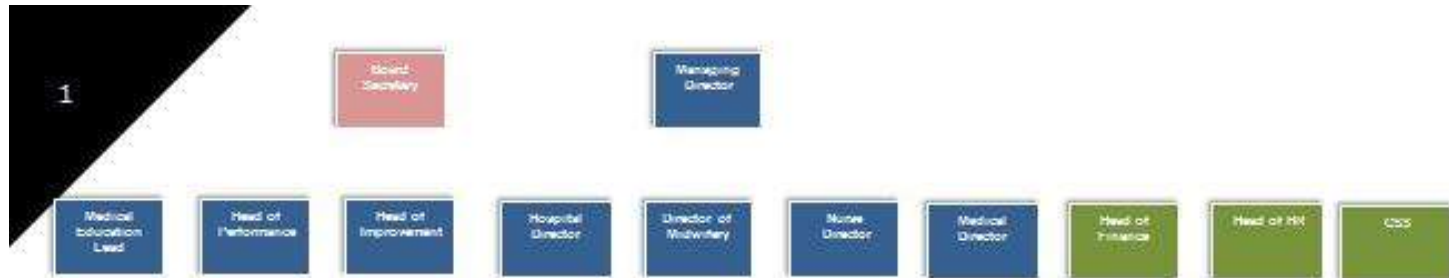 1
Board
Secretary
Managing
Director
Medical
Education
Lead
Head of
Performance
Head of
Improvement
Hospital
Director
Director of
Midwifery
Nurse
Director
Medical
Director
Head of
Finance
Head of HR
CSS